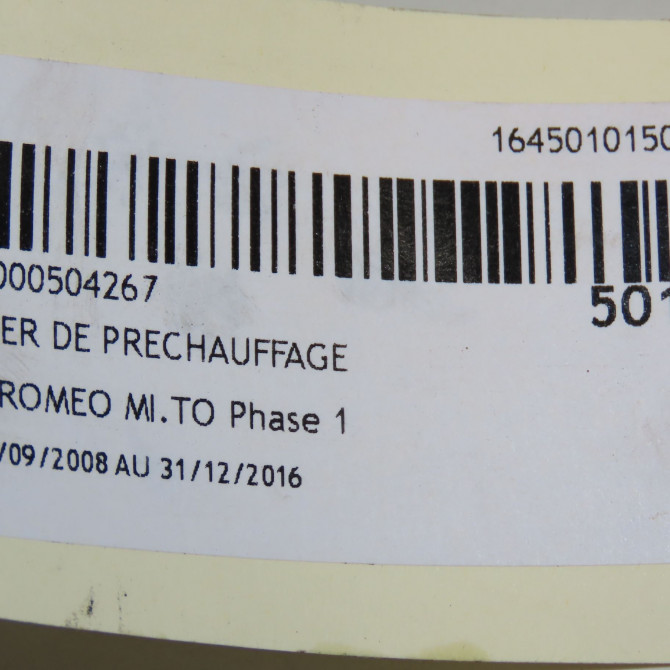 1645010150
000504267
501
ER DE PRECHAUFFAGE
ROMEO MI.TO Phase 1
/09/2008 AU 31/12/2016